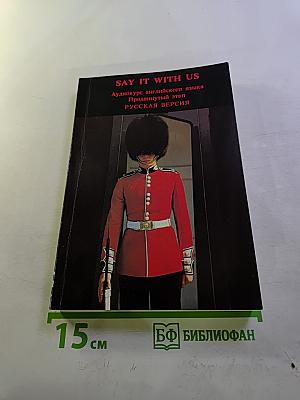 SAY IT WITH US
Аудиокурс английского языка
Продвинутый этап
РУССКАЯ ВЕРСИЯ
15 см
БФ БИБЛИОФАН